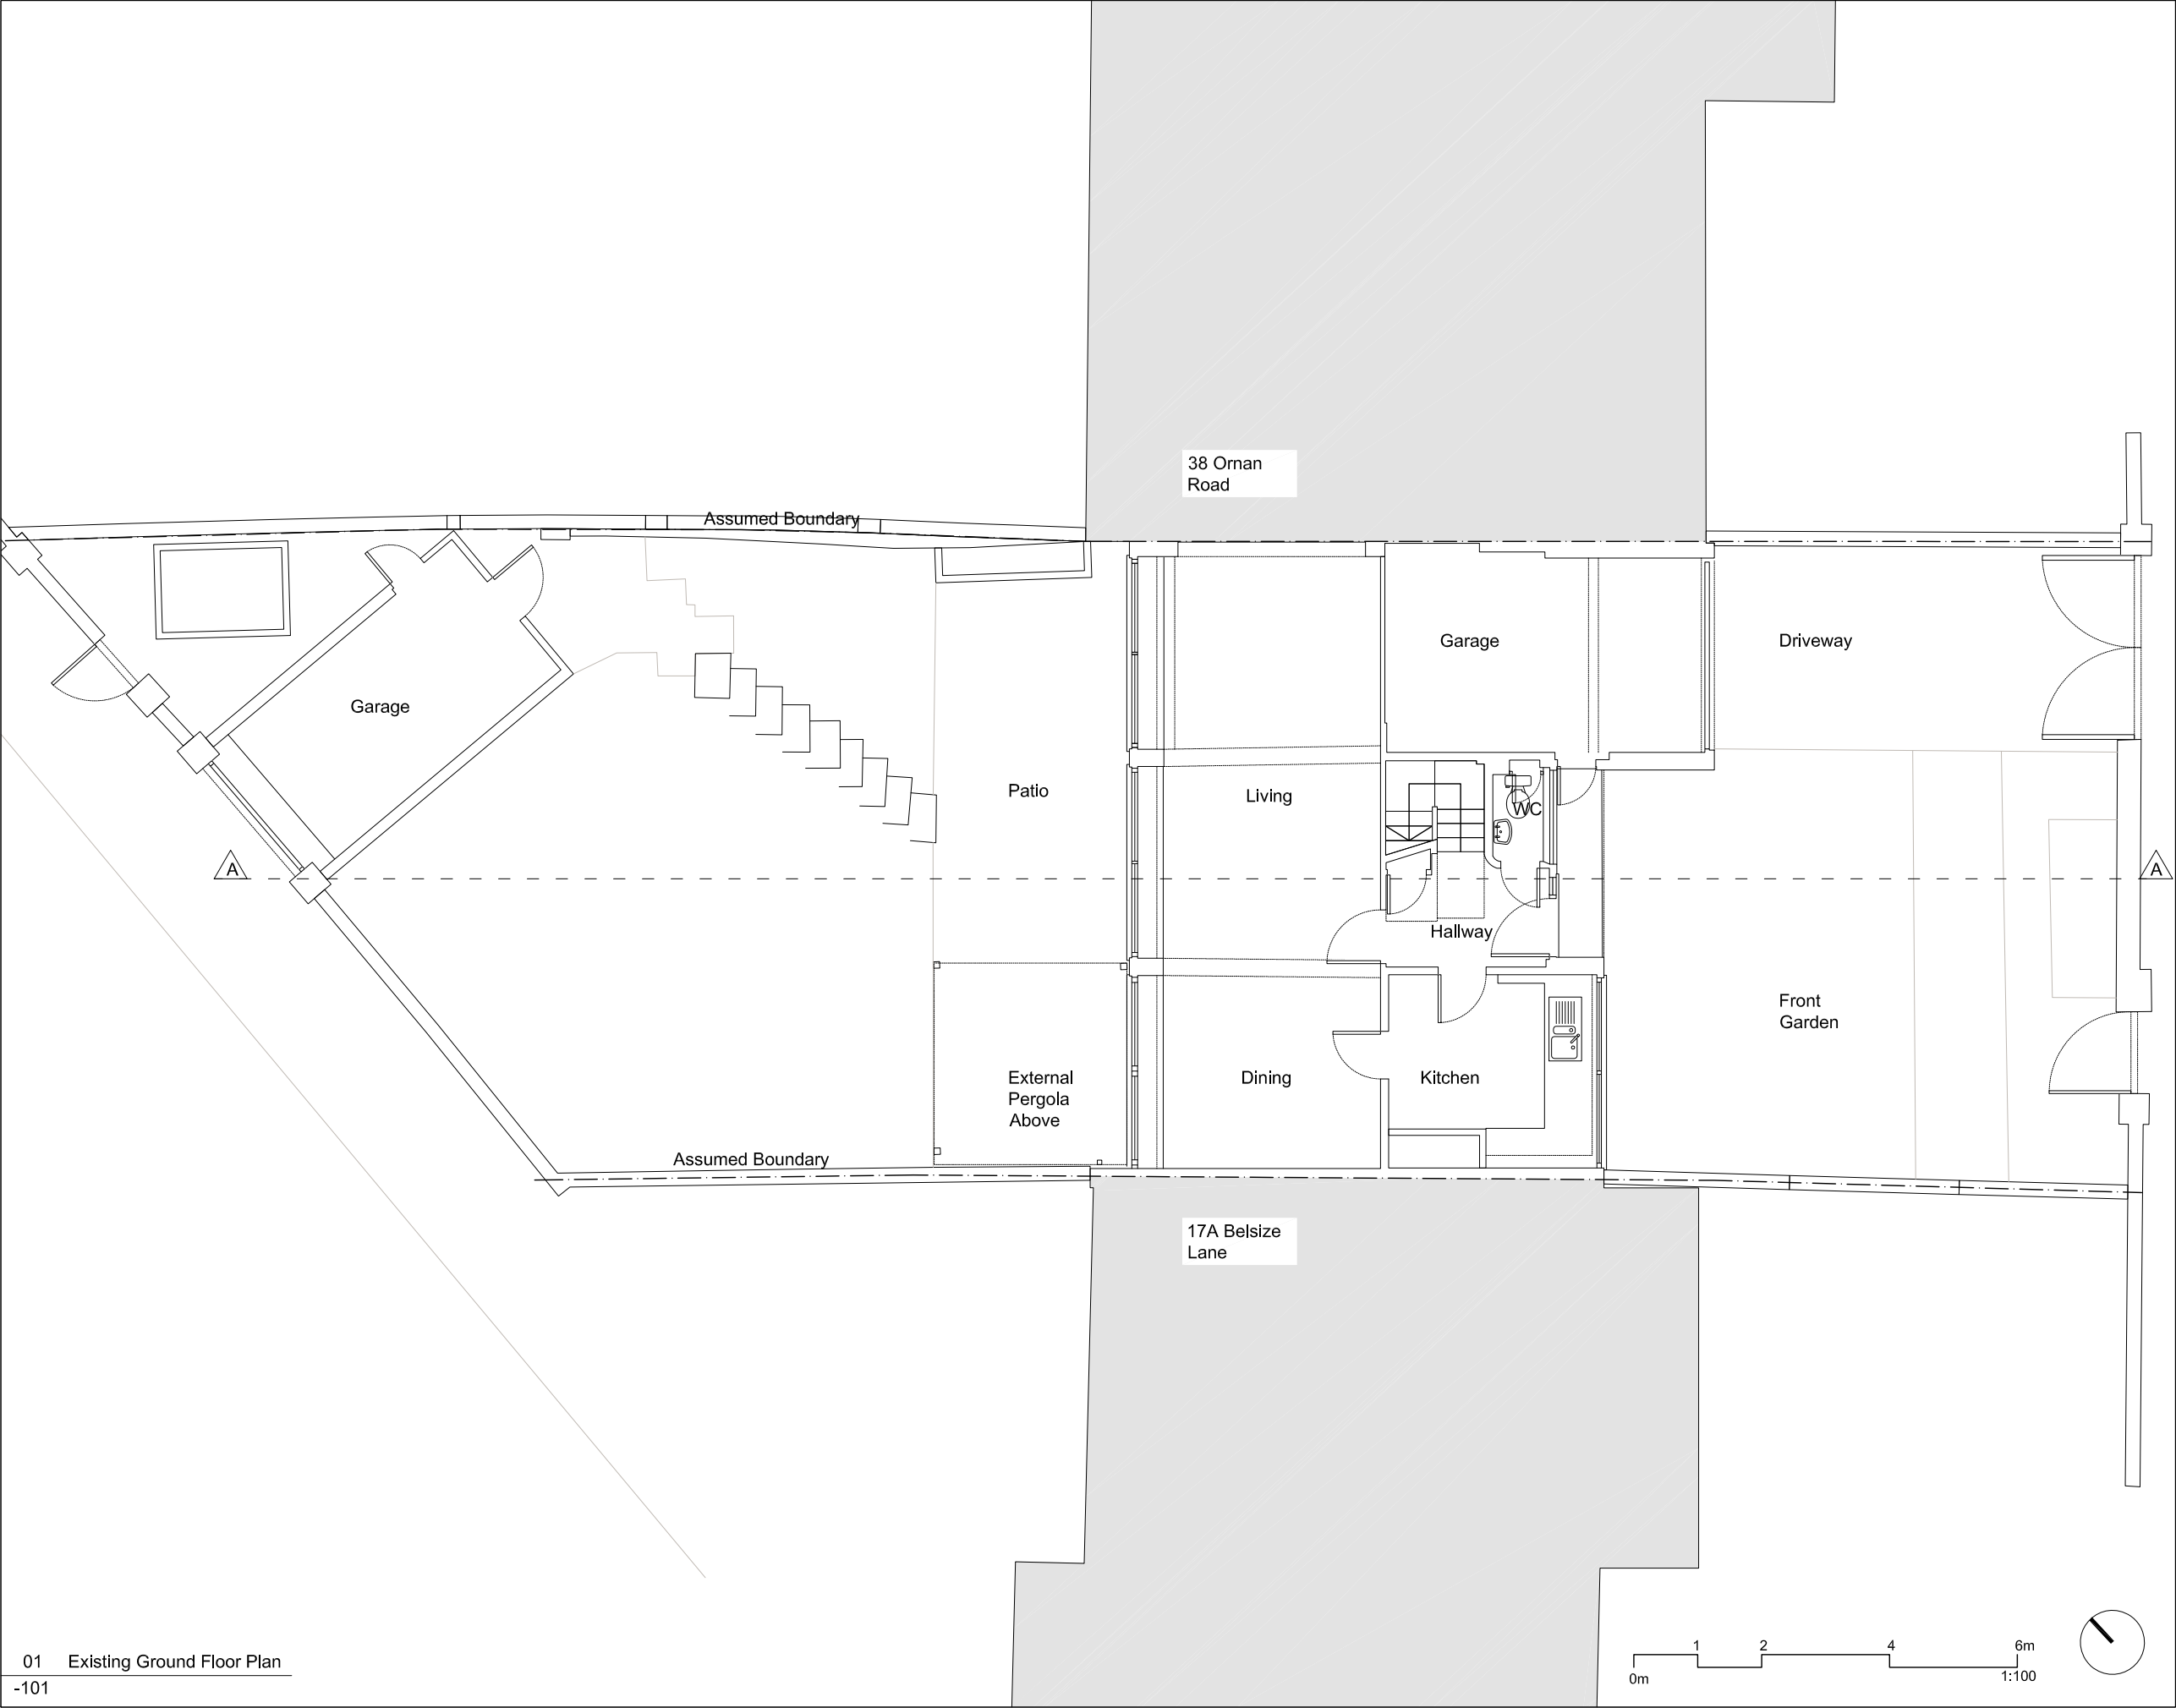 38 Ornan
Road
Assumed Boundary
Garage
Driveway
Garage
Patio
Living
WC
A
A
Hallway
Front
Garden
External
Pergola
Above
Dining
Kitchen
Assumed Boundary
17A Belsize
Lane
01 Existing Ground Floor Plan
-101
1 2 4 6m
0m 1:100